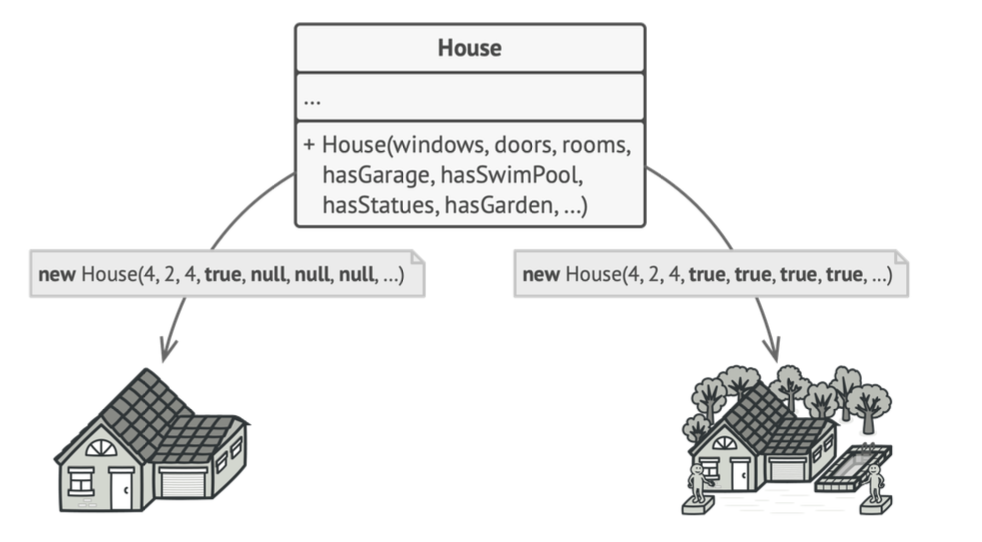 House
...
+ House(windows, doors, rooms,
hasGarage, hasSwimPool,
hasStatues, hasGarden, ...)
new House(4, 2, 4, true, null, null, null, ...)
new House(4, 2, 4, true, true, true, true, ...)